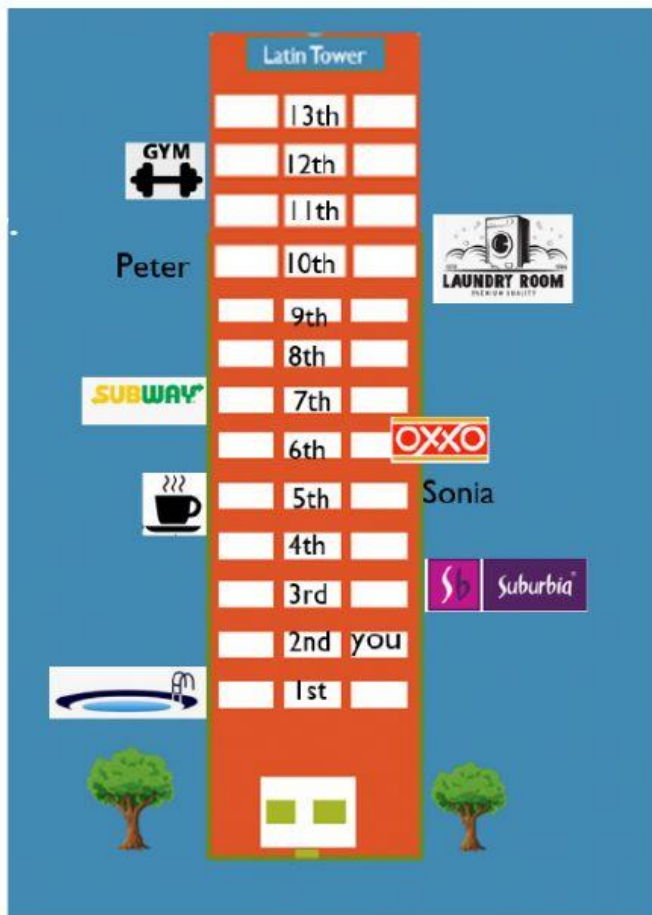 Latin Tower
13th
GYM
12th
11th
Peter
10th
LAUNDRY ROOM
PREMIUM QUALITY
9th
8th
SUBWAY
7th
OXXO
6th
Sonia
5th
4th
Sb Suburbia
3rd
2nd you
1st